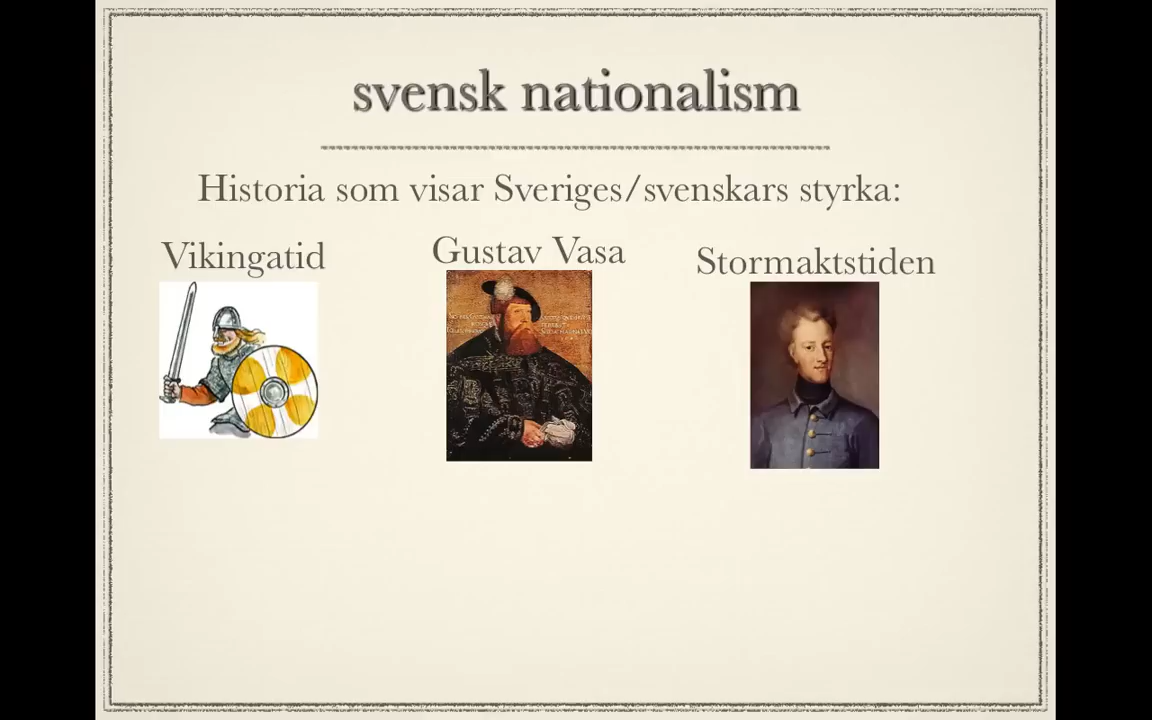 svensk nationalism
Historia som visar Sveriges/svenskars styrka:
Vikingatid
Gustav Vasa
Stormaktstiden